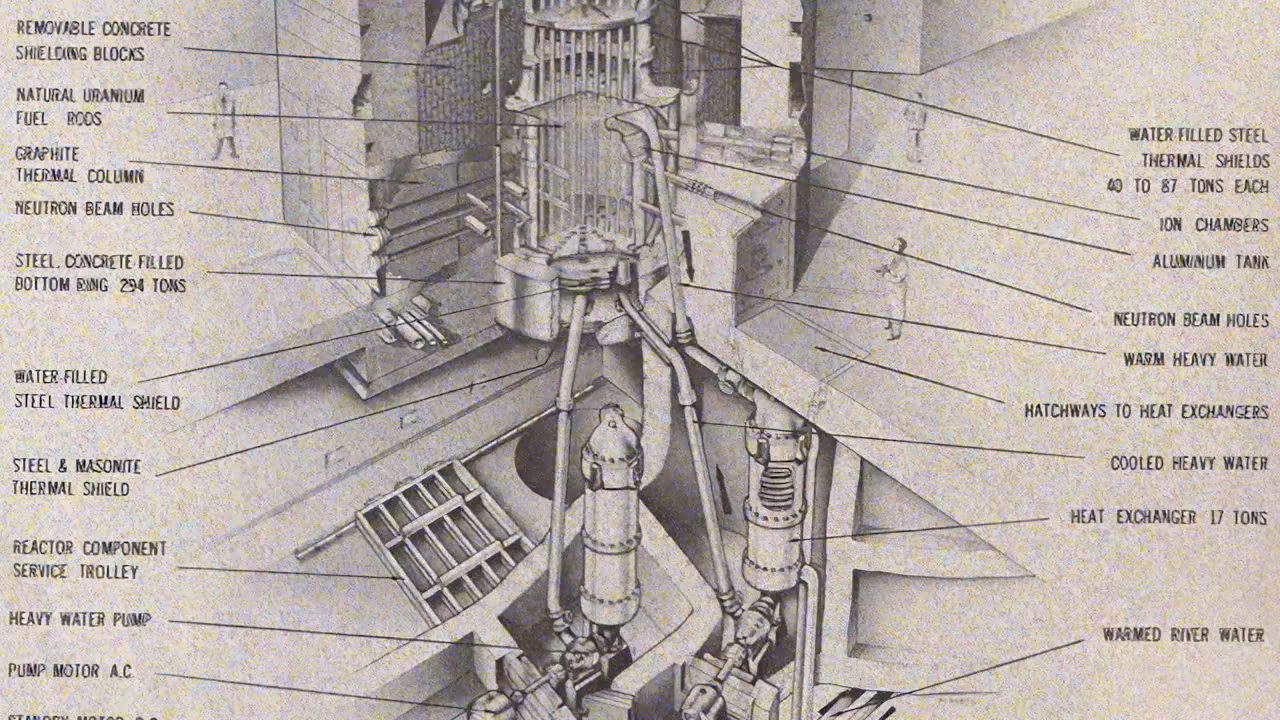 REMOVABLE CONCRETE
SHIELDING BLOCKS
NATURAL URANIUM
FUEL RODS
GRAPHITE
THERMAL COLUMN
NEUTRON BEAM HOLES
STEEL, CONCRETE-FILLED
BOTTOM RING 294 TONS
WATER-FILLED
STEEL THERMAL SHIELD
STEEL & MASONITE
THERMAL SHIELD
REACTOR COMPONENT
SERVICE TROLLEY
HEAVY WATER PUMP
PUMP MOTOR A.C.
STANDBY MOTOR D.C.
WATER FILLED STEEL
THERMAL SHIELDS
40 TO 87 TONS EACH
ION CHAMBERS
ALUMINUM TANK
NEUTRON BEAM HOLES
WARM HEAVY WATER
HATCHWAYS TO HEAT EXCHANGERS
COOLED HEAVY WATER
HEAT EXCHANGER 17 TONS
WARMED RIVER WATER